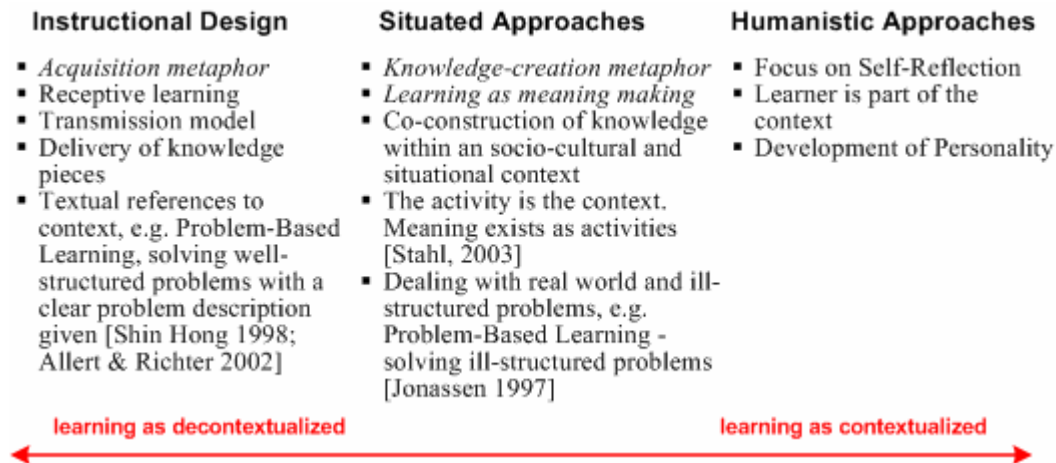 Instructional Design
▪ Acquisition metaphor
▪ Receptive learning
▪ Transmission model
▪ Delivery of knowledge
pieces
▪ Textual references to
context, e.g. Problem-Based
Learning, solving well-
structured problems with a
clear problem description
given [Shin Hong 1998;
Allert & Richter 2002]
Situated Approaches
▪ Knowledge-creation metaphor
▪ Learning as meaning making
▪ Co-construction of knowledge
within an socio-cultural and
situational context
▪ The activity is the context.
Meaning exists as activities
[Stahl, 2003]
▪ Dealing with real world and ill-
structured problems, e.g.
Problem-Based Learning -
solving ill-structured problems
[Jonassen 1997]
Humanistic Approaches
▪ Focus on Self-Reflection
▪ Learner is part of the
context
▪ Development of Personality
learning as decontextualized
learning as contextualized